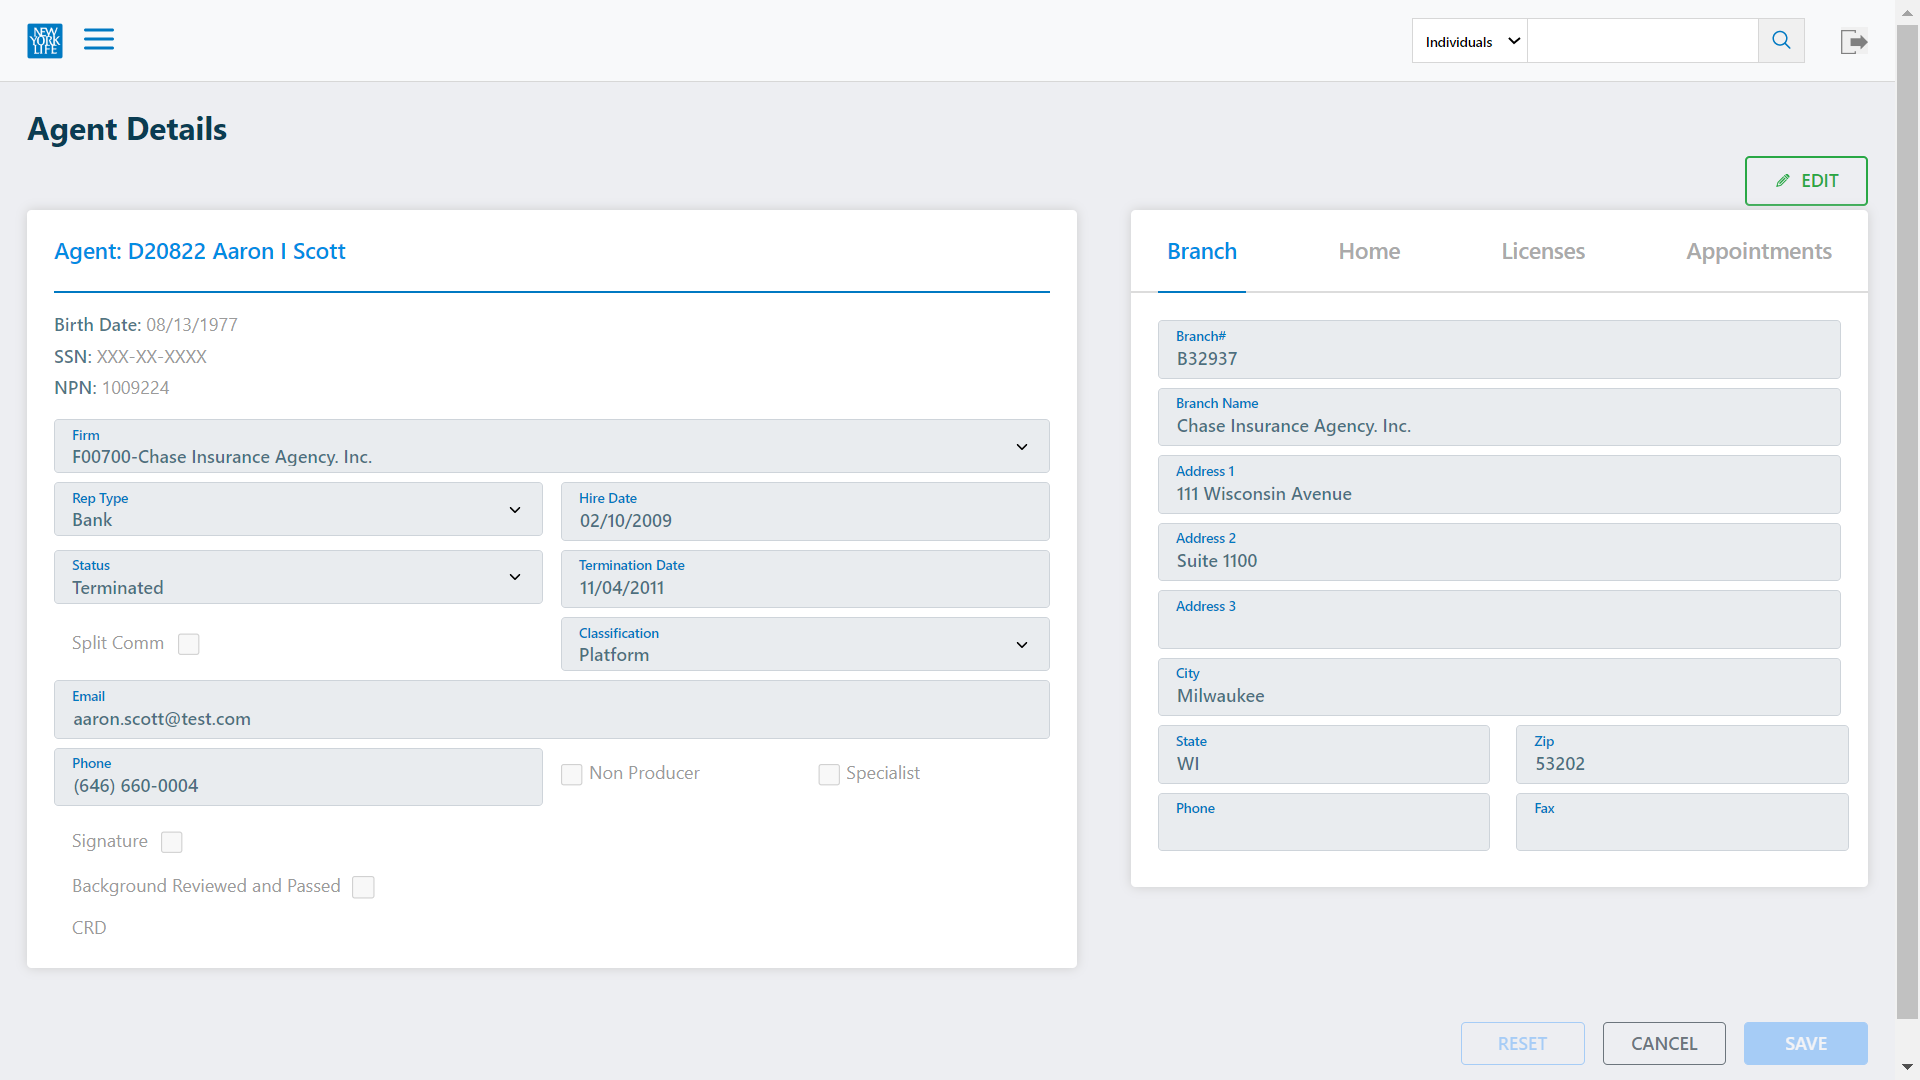 NEW
YORK
LIFE
Individuals
Agent Details
EDIT
Agent: D20822 Aaron I Scott
Birth Date: 08/13/1977
SSN: XXX-XX-XXXX
NPN: 1009224
Firm
F00700-Chase Insurance Agency. Inc.
Rep Type
Bank
Hire Date
02/10/2009
Status
Terminated
Termination Date
11/04/2011
Split Comm
Classification
Platform
Email
aaron.scott@test.com
Phone
(646) 660-0004
Non Producer
Specialist
Signature
Background Reviewed and Passed
CRD
Branch Home Licenses Appointments
Branch#
B32937
Branch Name
Chase Insurance Agency. Inc.
Address 1
111 Wisconsin Avenue
Address 2
Suite 1100
Address 3
City
Milwaukee
State
WI
Zip
53202
Phone
Fax
RESET CANCEL SAVE